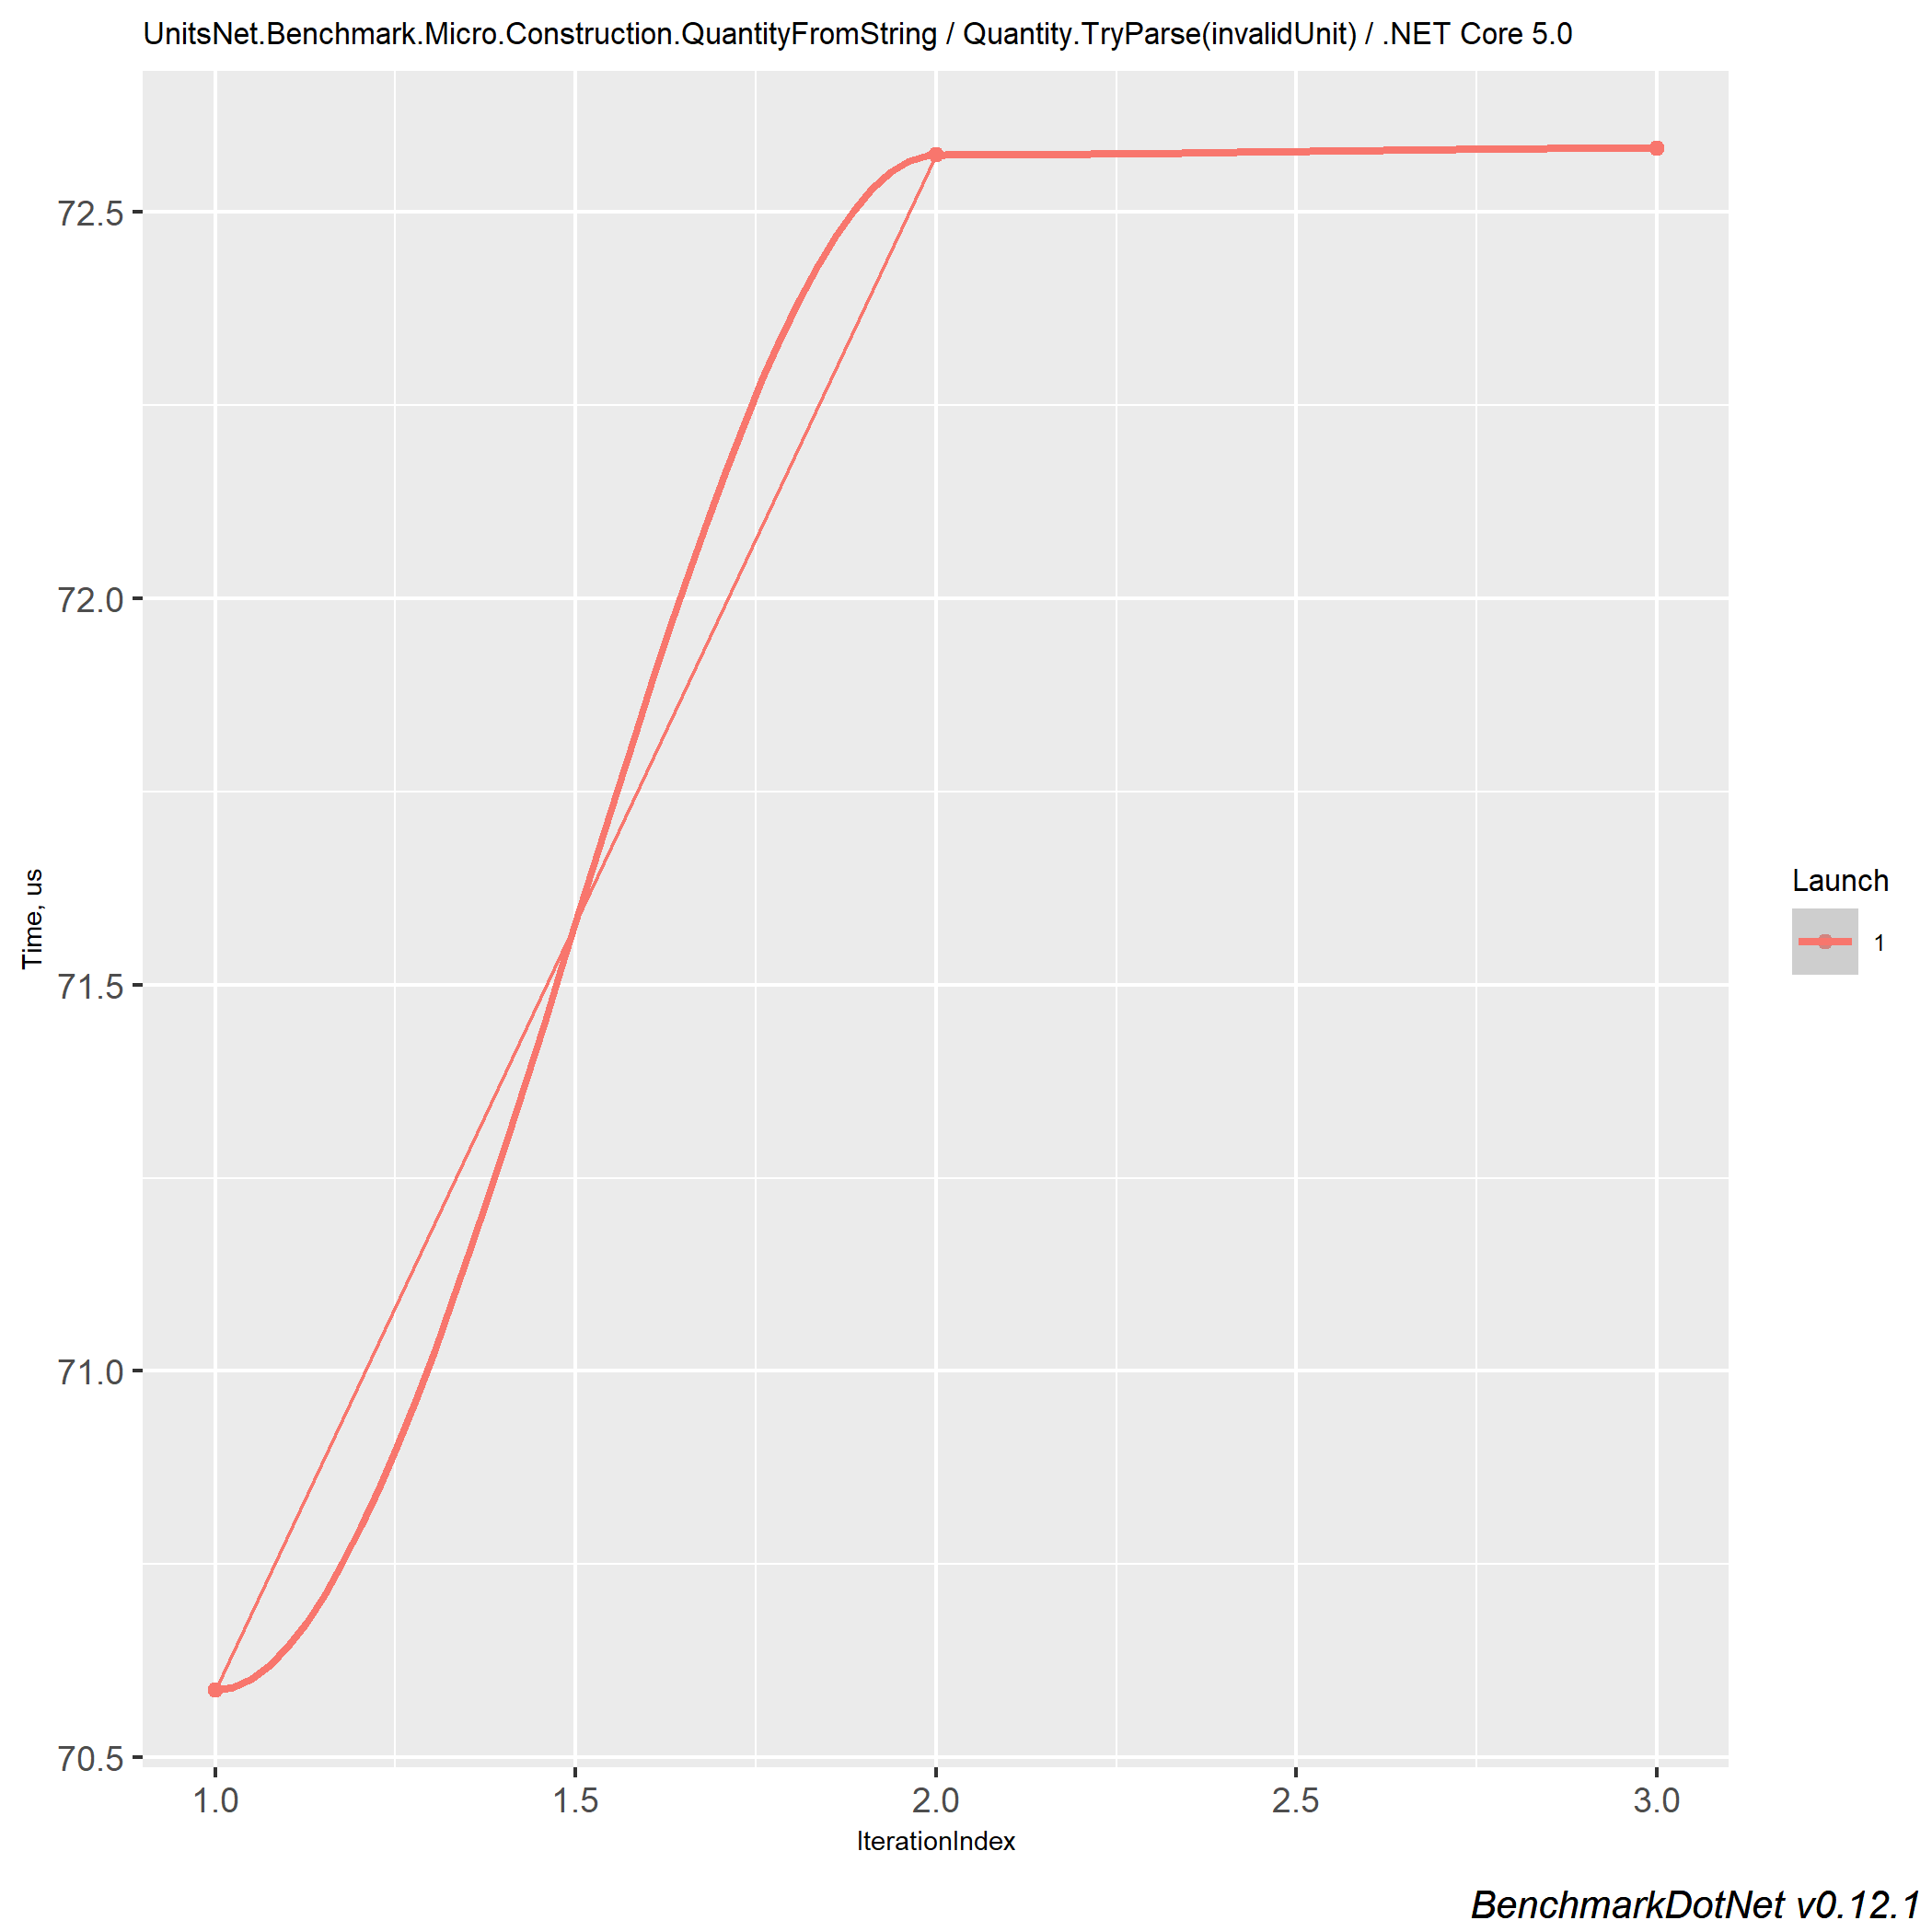 UnitsNet.Benchmark.Micro.Construction.QuantityFromString / Quantity.TryParse(invalidUnit) / .NET Core 5.0
72.5
72.0
71.5
71.0
70.5
Time, us
1.0 1.5 2.0 2.5 3.0
IterationIndex
Launch
1
BenchmarkDotNet v0.12.1